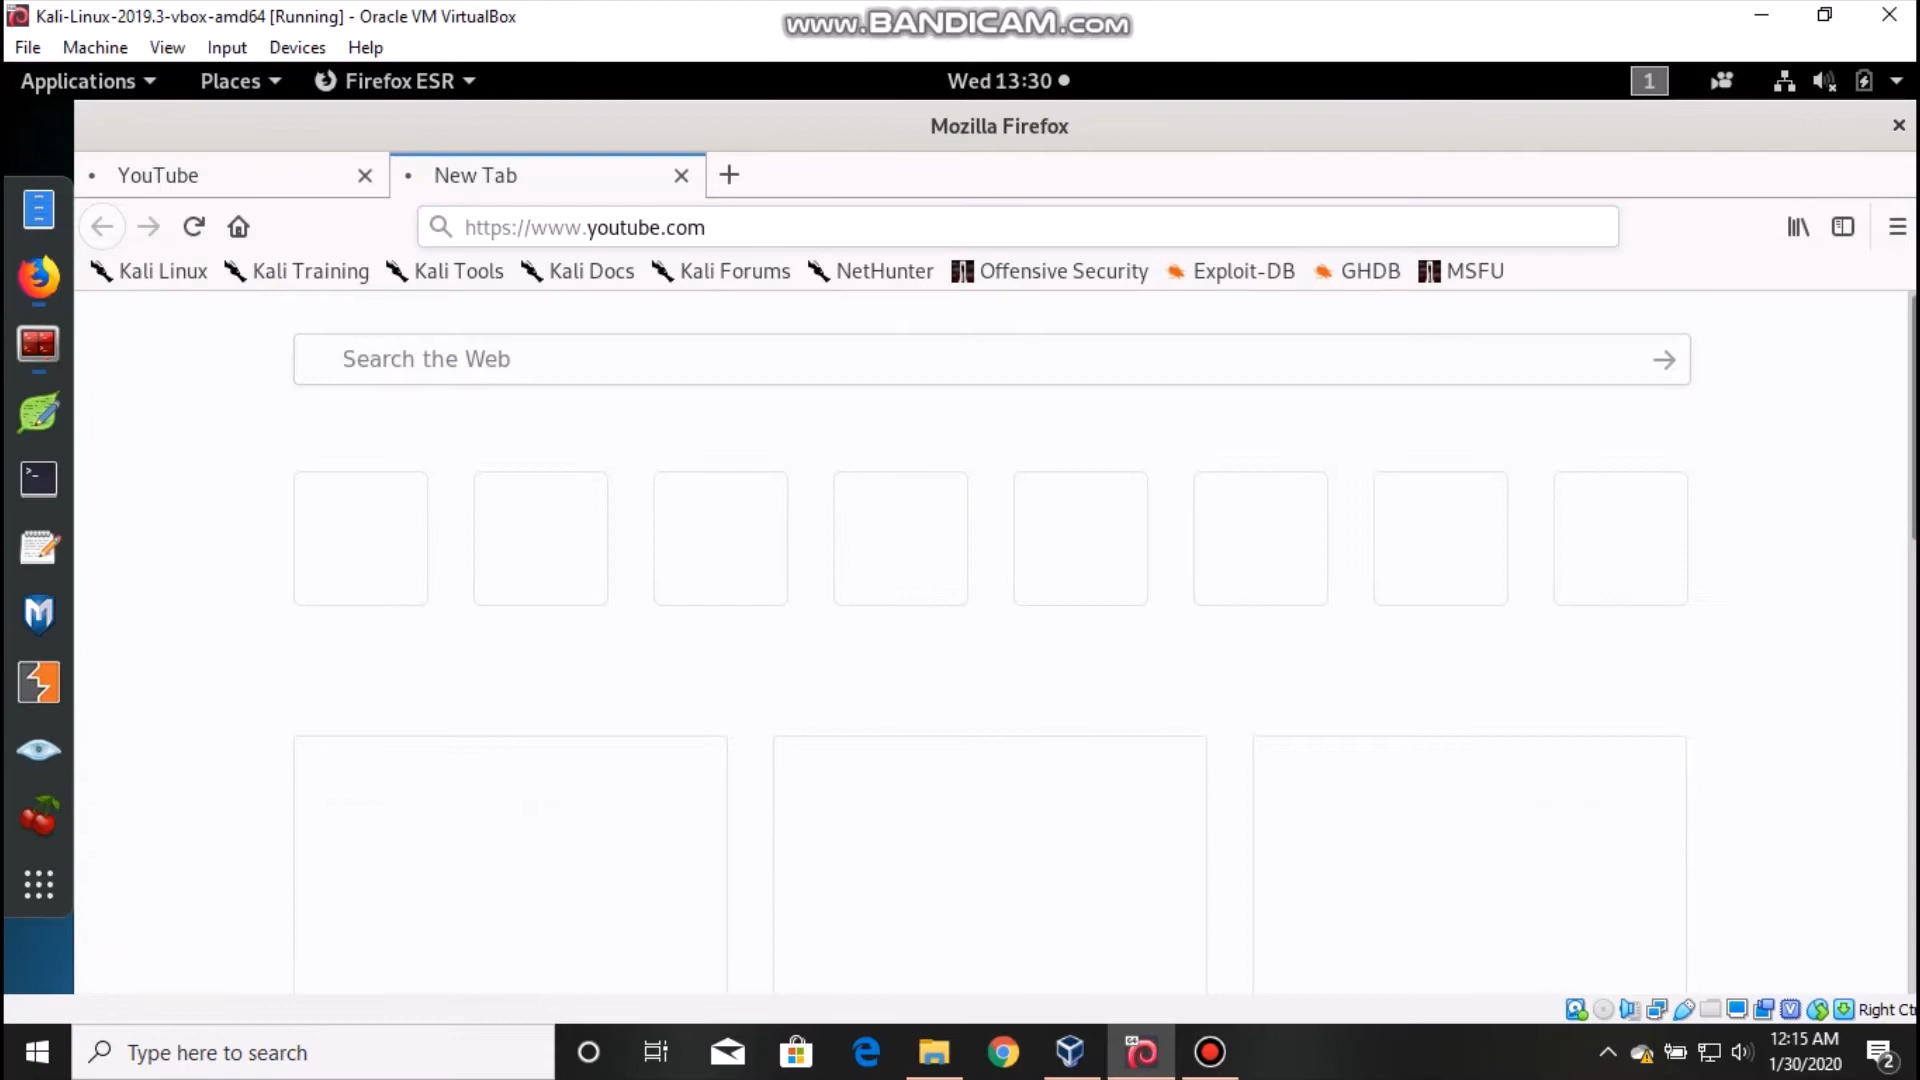 Kali-Linux-2019.3-vbox-amd64 [Running] - Oracle VM VirtualBox
www.BANDICAM.com
File Machine View Input Devices Help
Applications Places Firefox ESR Wed 13:30 1
Mozilla Firefox
YouTube New Tab
https://www.youtube.com
Kali Linux Kali Training Kali Tools Kali Docs Kali Forums NetHunter Offensive Security Exploit-DB GHDB MSFU
Search the Web
Right Ct
Type here to search
12:15 AM
1/30/2020
2